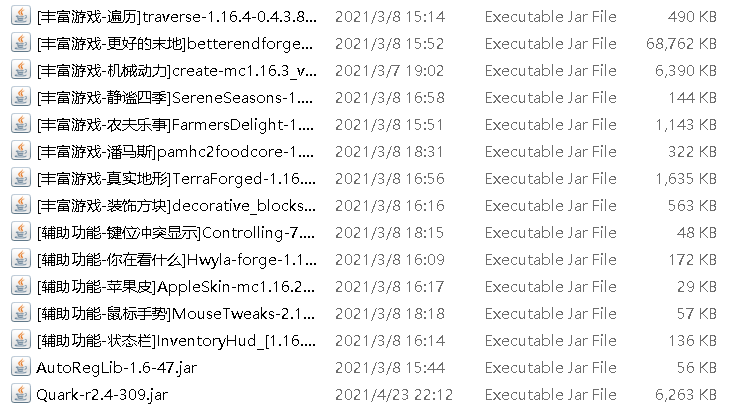 [丰富游戏-遍历]traverse-1.16.4-0.4.3.8... 2021/3/8 15:14 Executable Jar File 490 KB
[丰富游戏-更好的末地]betterendforge... 2021/3/8 15:52 Executable Jar File 68,762 KB
[丰富游戏-机械动力]create-mc1.16.3_v... 2021/3/7 19:02 Executable Jar File 6,390 KB
[丰富游戏-静谧四季]SereneSeasons-1.... 2021/3/8 16:58 Executable Jar File 144 KB
[丰富游戏-农夫乐事]FarmersDelight-1.... 2021/3/8 15:51 Executable Jar File 1,143 KB
[丰富游戏-潘马斯]pamhc2foodcore-1.... 2021/3/8 18:31 Executable Jar File 322 KB
[丰富游戏-真实地形]TerraForged-1.16.... 2021/3/8 16:56 Executable Jar File 1,635 KB
[丰富游戏-装饰方块]decorative_blocks... 2021/3/8 16:16 Executable Jar File 563 KB
[辅助功能-键位冲突显示]Controlling-7.... 2021/3/8 18:15 Executable Jar File 48 KB
[辅助功能-你在看什么]Hwyla-forge-1.1... 2021/3/8 16:09 Executable Jar File 172 KB
[辅助功能-苹果皮]AppleSkin-mc1.16.2... 2021/3/8 16:17 Executable Jar File 29 KB
[辅助功能-鼠标手势]MouseTweaks-2.1... 2021/3/8 18:18 Executable Jar File 57 KB
[辅助功能-状态栏]InventoryHud_[1.16.... 2021/3/8 16:14 Executable Jar File 136 KB
AutoRegLib-1.6-47.jar 2021/3/8 15:44 Executable Jar File 56 KB
Quark-r2.4-309.jar 2021/4/23 22:12 Executable Jar File 6,263 KB